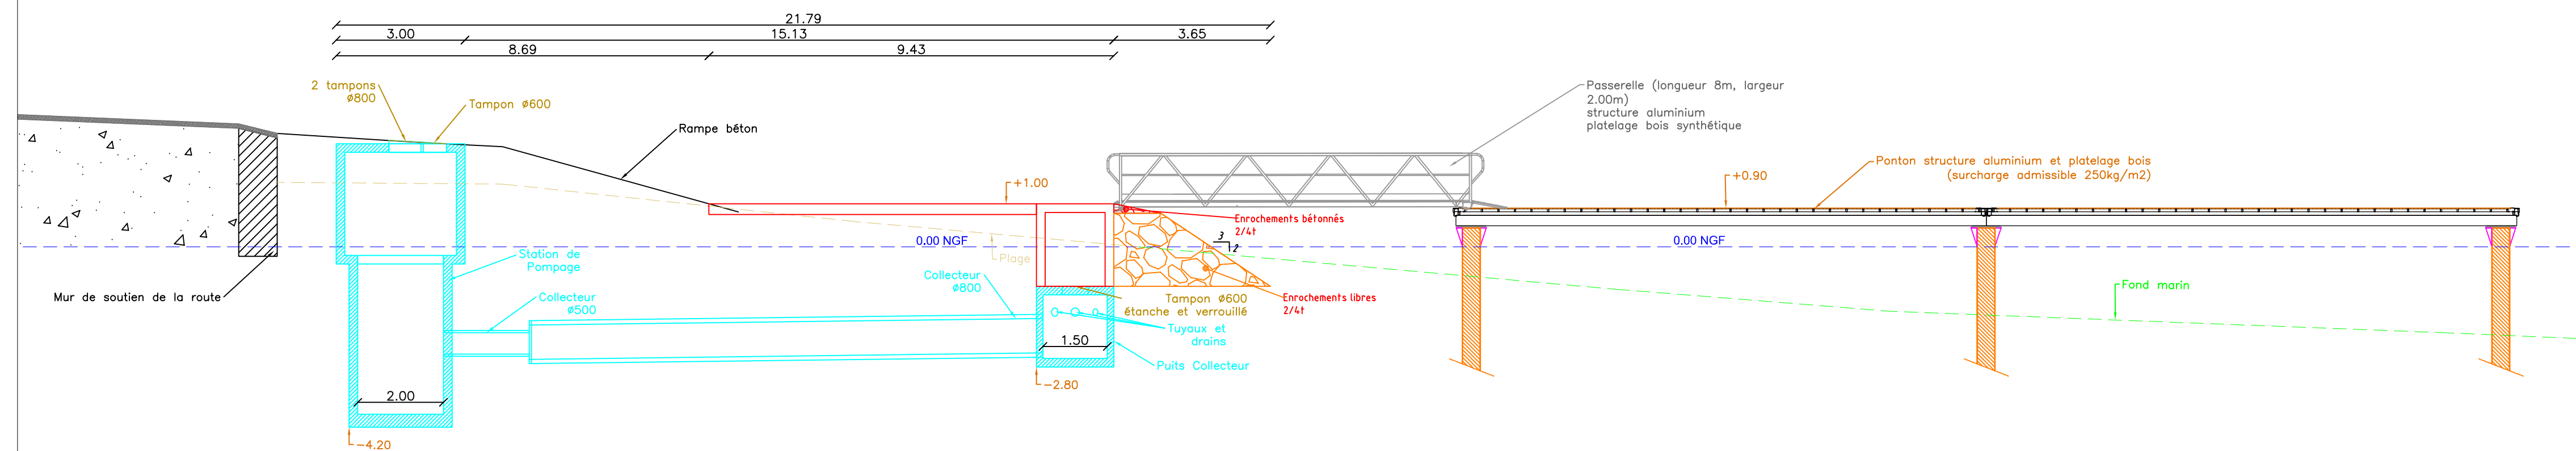 21.79
3.00
15.13
3.65
8.69
9.43
2 tampons
ø800
Tampon ø600
Rampe béton
Passerelle (longueur 8m, largeur
2.00m)
structure aluminium
platelage bois synthétique
Ponton structure aluminium et platelage bois
(surcharge admissible 250kg/m2)
+1.00
+0.90
Enrochements bétonnés
2/4t
3
2
0.00 NGF
0.00 NGF
Plage
Station de
Pompage
Collecteur
ø800
Collecteur
ø500
Mur de soutien de la route
Tampon ø600
étanche et verrouillé
Enrochements libres
2/4t
Fond marin
Tuyaux et
drains
1.50
Puits Collecteur
-2.80
2.00
-4.20